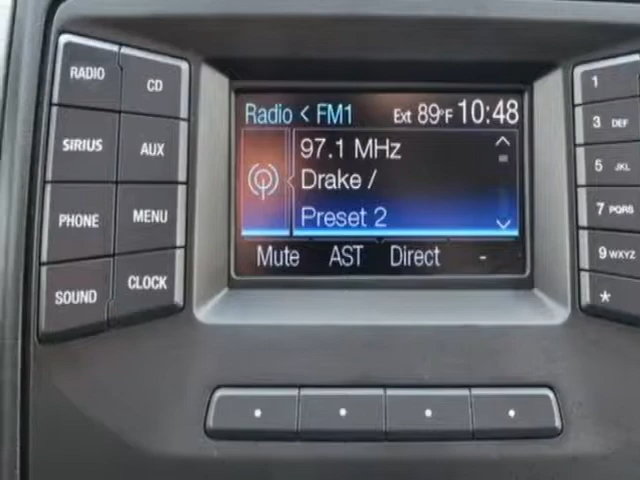 RADIO
CD
SIRIUS
AUX
PHONE
MENU
SOUND
CLOCK
Radio < FM1 Ext 89°F 10:48
97.1 MHz
Drake /
Preset 2
Mute AST Direct -
1
3 DEF
5 JKL
7 PQRS
9 WXYZ
*